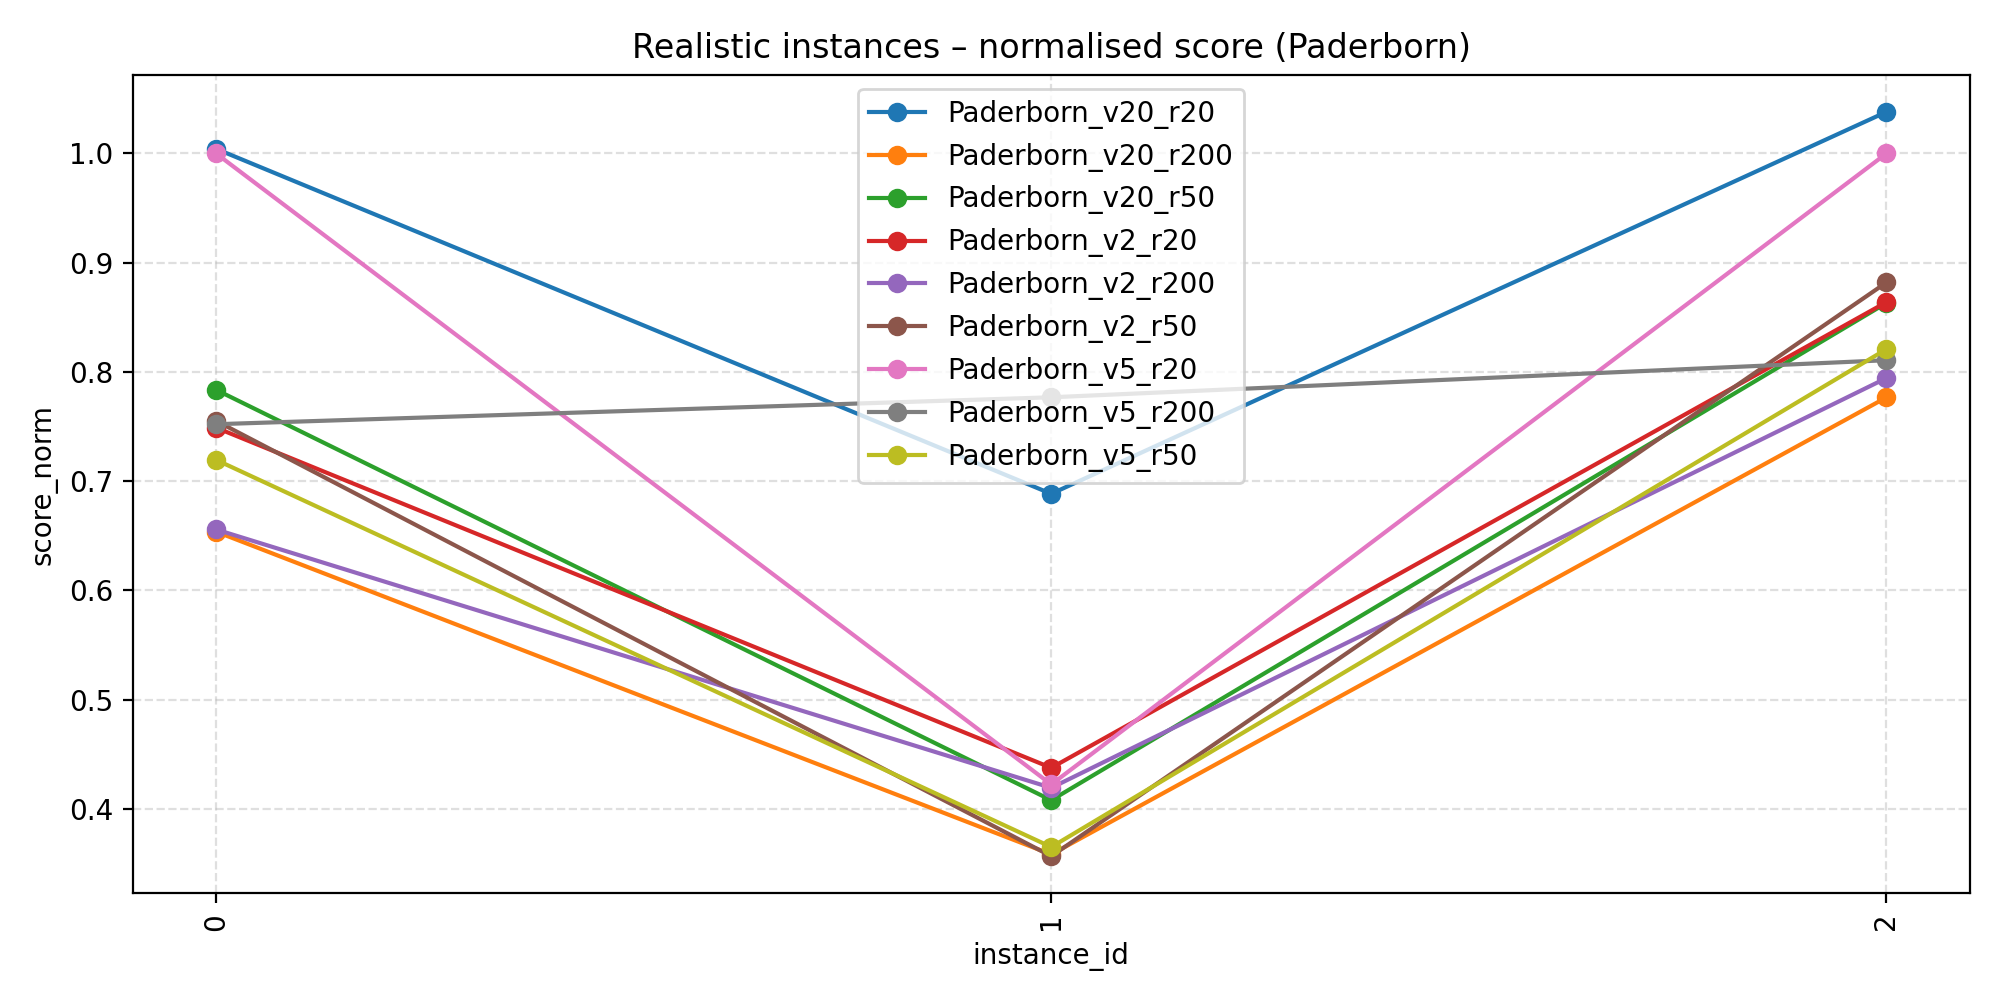 Realistic instances – normalised score (Paderborn)
Paderborn_v20_r20
Paderborn_v20_r200
Paderborn_v20_r50
Paderborn_v2_r20
Paderborn_v2_r200
Paderborn_v2_r50
Paderborn_v5_r20
Paderborn_v5_r200
Paderborn_v5_r50
score_norm
1.0
0.9
0.8
0.7
0.6
0.5
0.4
0
1
2
instance_id